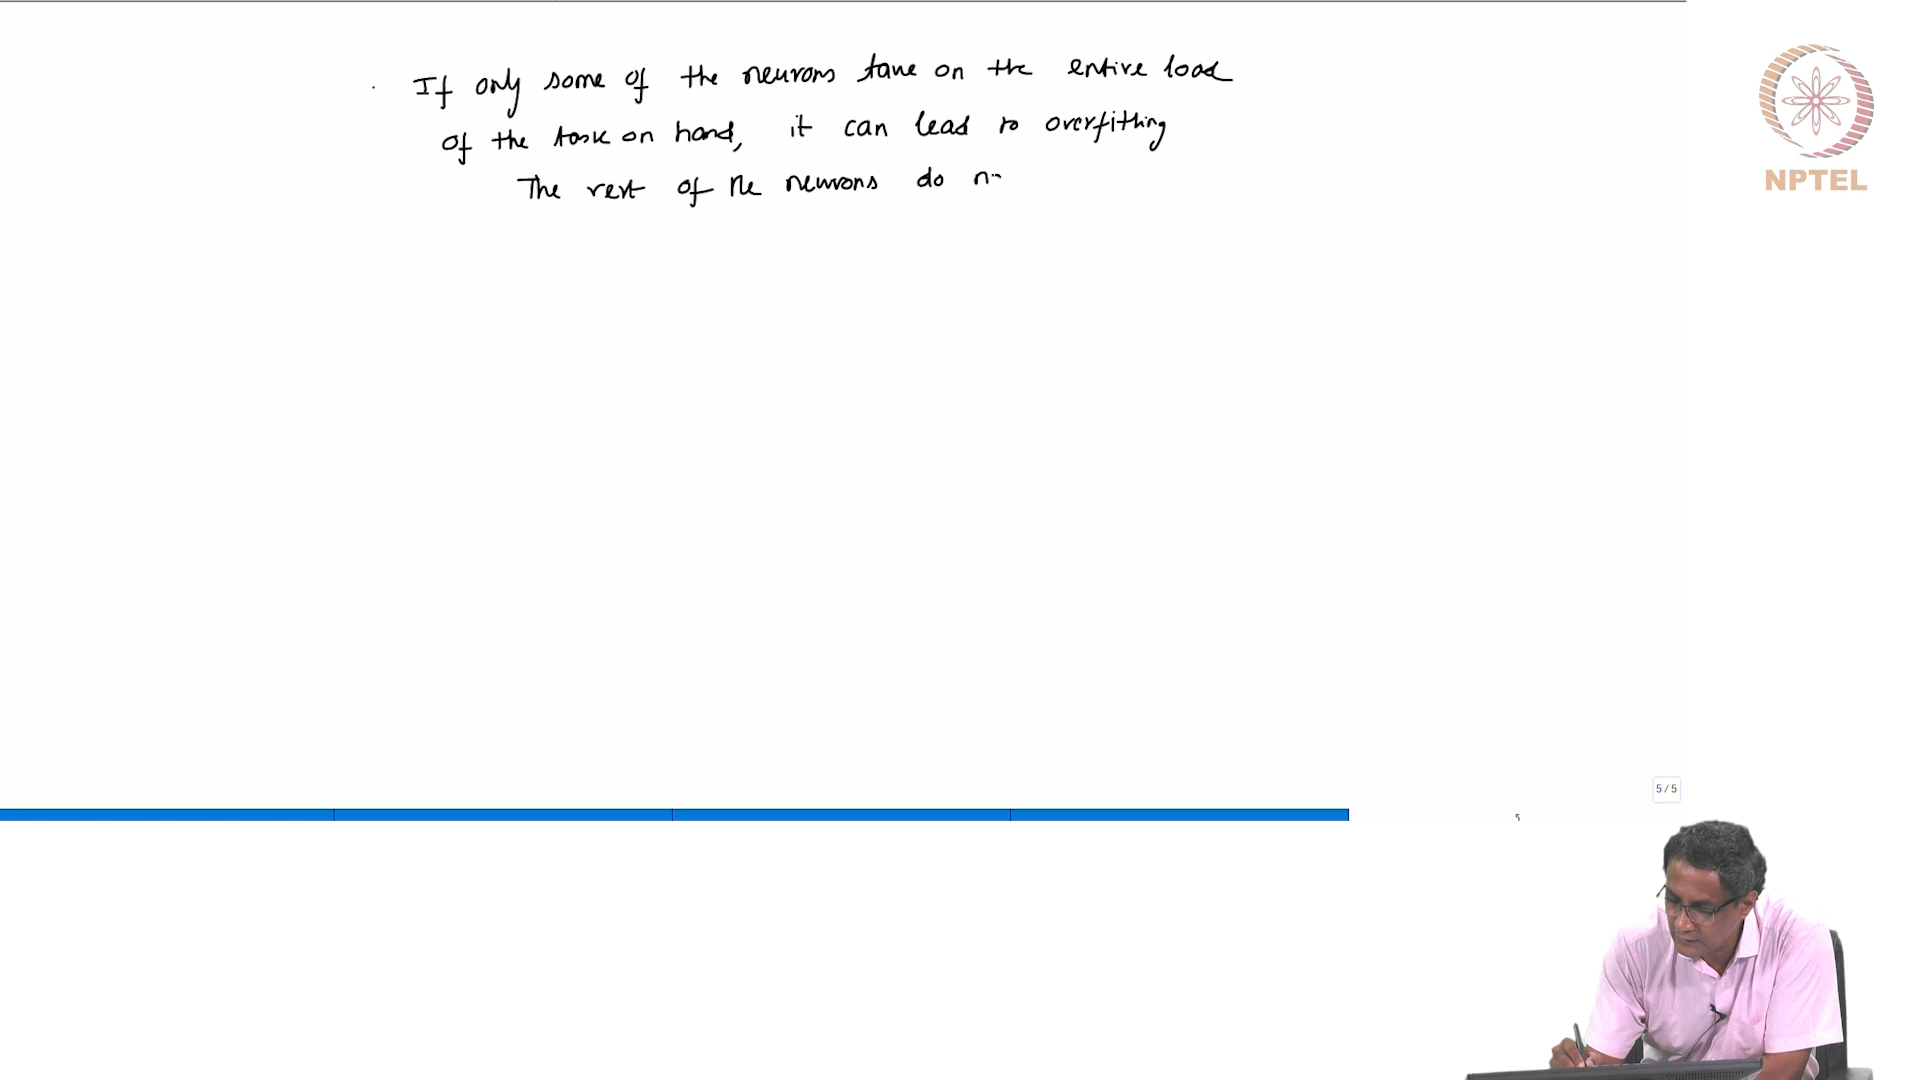 If only some of the neurons take on the entire load
of the task on hand, it can lead to overfitting
The rest of the neurons do
NPTEL
5 / 5
5